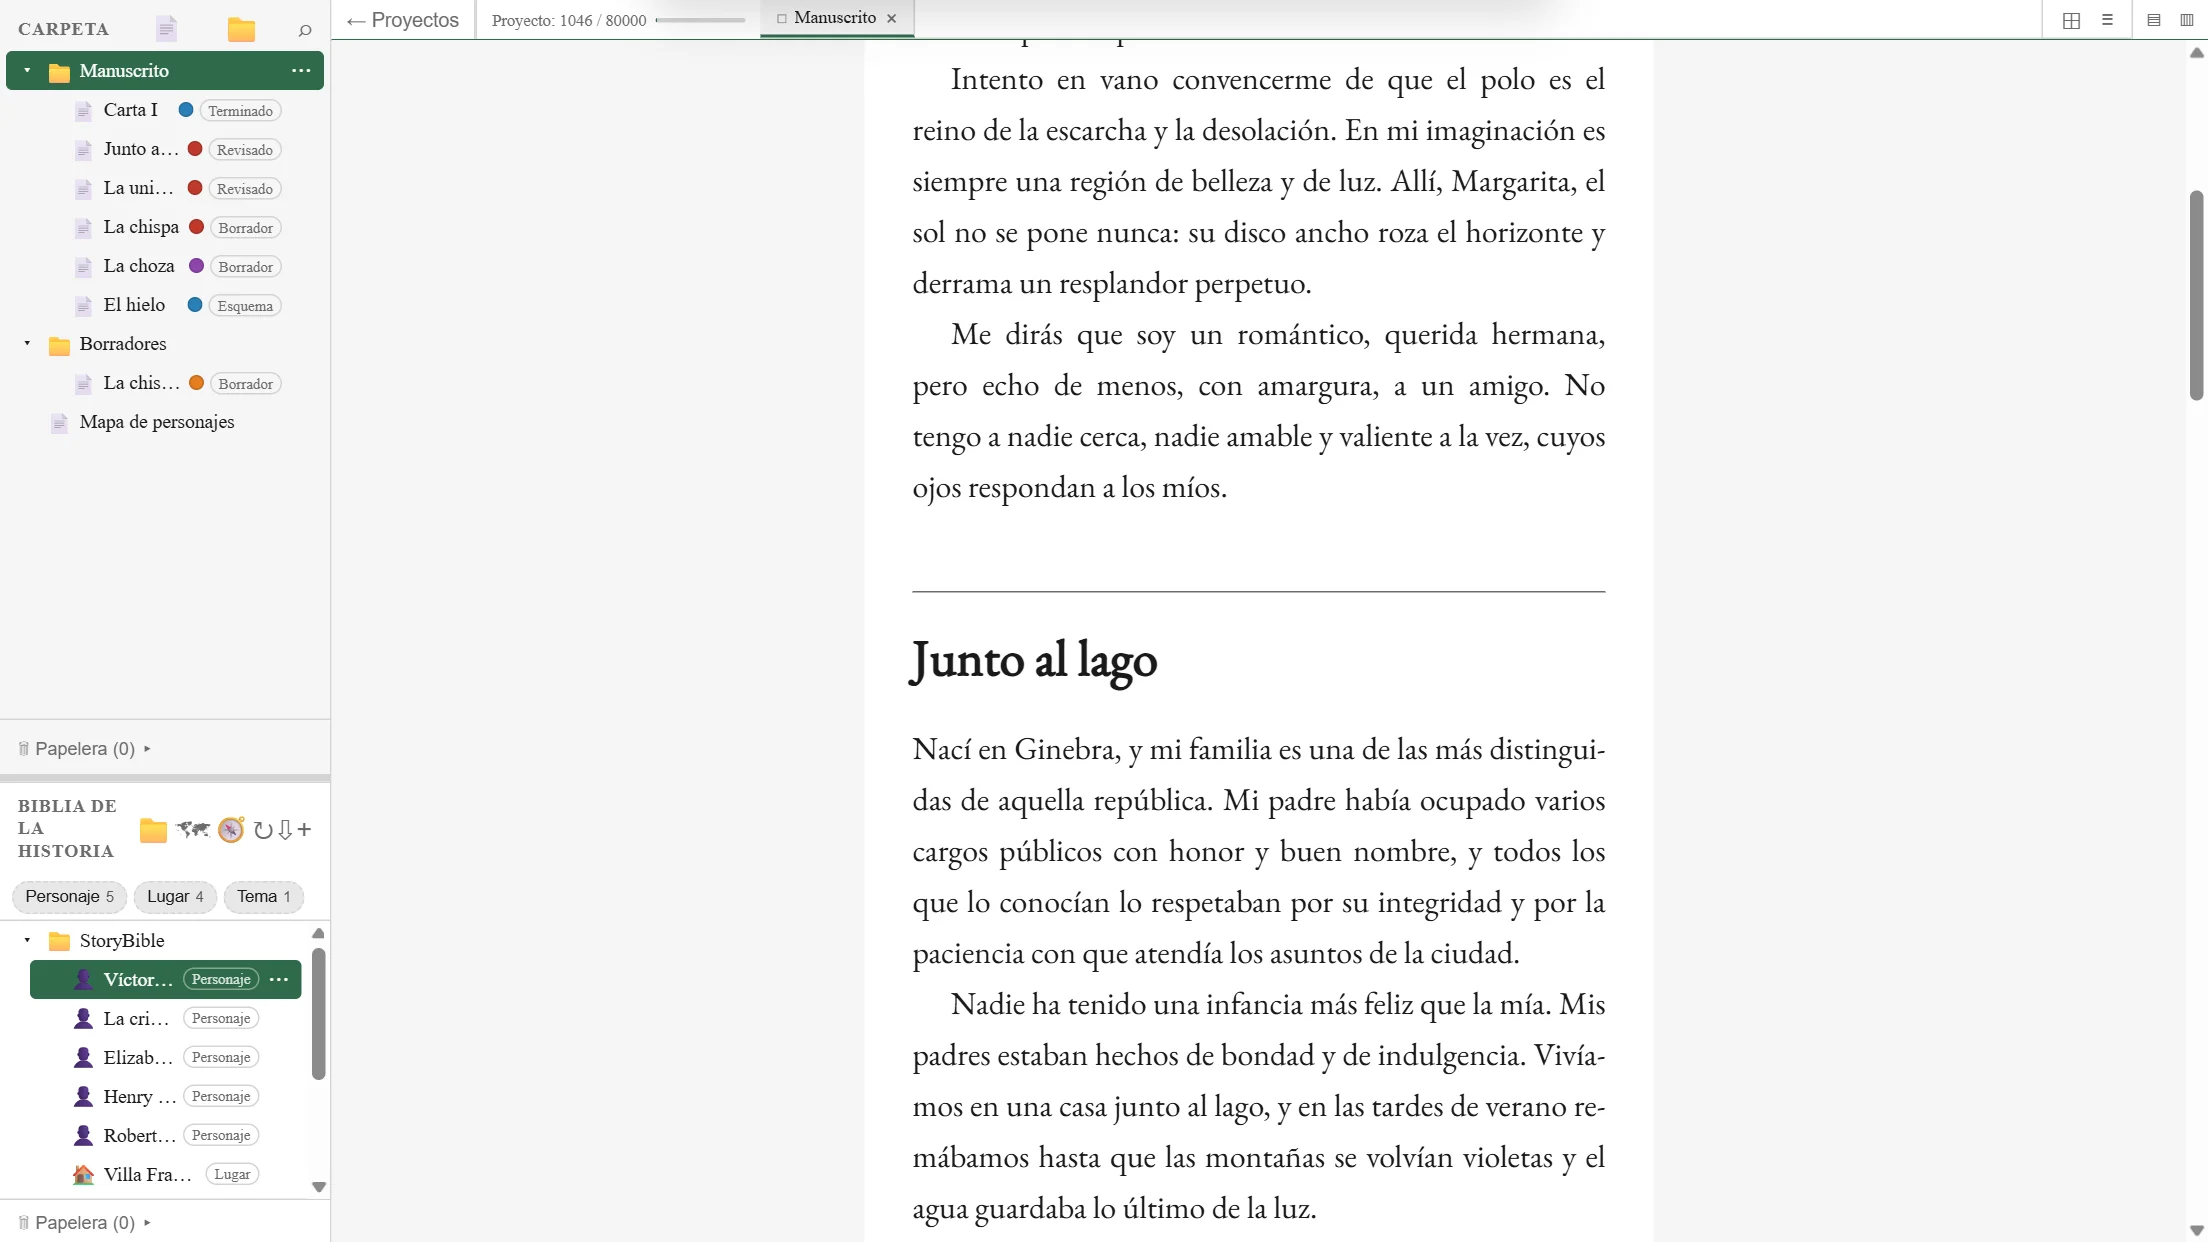 CARPETA
Manuscrito
Carta I Terminado
Junto a… Revisado
La uni… Revisado
La chispa Borrador
La choza Borrador
El hielo Esquema
Borradores
La chis… Borrador
Mapa de personajes
Papelera (0)
BIBLIA DE
LA
HISTORIA
Personaje 5 Lugar 4 Tema 1
StoryBible
Víctor… Personaje
La cri… Personaje
Elizab… Personaje
Henry … Personaje
Robert… Personaje
Villa Fra… Lugar
Papelera (0)
← Proyectos Proyecto: 1046 / 80000 Manuscrito ×
Intento en vano convencerme de que el polo es el
reino de la escarcha y la desolación. En mi imaginación es
siempre una región de belleza y de luz. Allí, Margarita, el
sol no se pone nunca: su disco ancho roza el horizonte y
derrama un resplandor perpetuo.
Me dirás que soy un romántico, querida hermana,
pero echo de menos, con amargura, a un amigo. No
tengo a nadie cerca, nadie amable y valiente a la vez, cuyos
ojos respondan a los míos.
Junto al lago
Nací en Ginebra, y mi familia es una de las más distingui-
das de aquella república. Mi padre había ocupado varios
cargos públicos con honor y buen nombre, y todos los
que lo conocían lo respetaban por su integridad y por la
paciencia con que atendía los asuntos de la ciudad.
Nadie ha tenido una infancia más feliz que la mía. Mis
padres estaban hechos de bondad y de indulgencia. Vivía-
mos en una casa junto al lago, y en las tardes de verano re-
mábamos hasta que las montañas se volvían violetas y el
agua guardaba lo último de la luz.